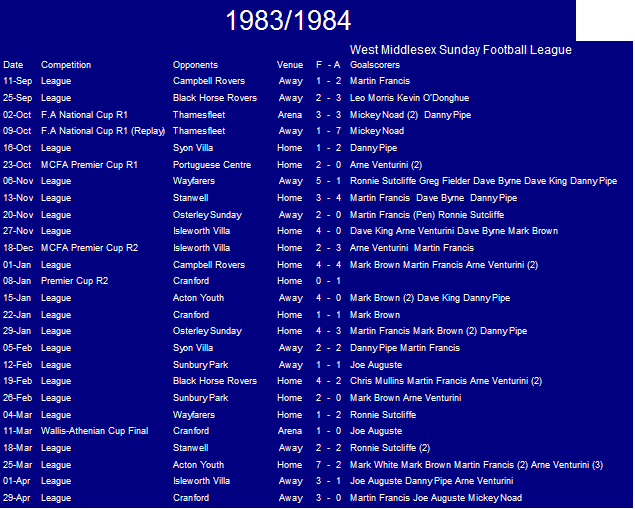 1983/1984
West Middlesex Sunday Football League
Date Competition Opponents Venue F - A Goalscorers
11-Sep League Campbell Rovers Away 1 - 2 Martin Francis
25-Sep League Black Horse Rovers Away 2 - 3 Leo Morris Kevin O'Donghue
02-Oct F.A National Cup R1 Thamesfleet Arena 3 - 3 Mickey Noad (2) Danny Pipe
09-Oct F.A National Cup R1 (Replay) Thamesfleet Away 1 - 7 Mickey Noad
16-Oct League Syon Villa Home 1 - 2 Danny Pipe
23-Oct MCFA Premier Cup R1 Portuguese Centre Home 2 - 0 Arne Venturini (2)
06-Nov League Wayfarers Away 5 - 1 Ronnie Sutcliffe Greg Fielder Dave Byrne Dave King Danny Pipe
13-Nov League Stanwell Home 3 - 4 Martin Francis Dave Byrne Danny Pipe
20-Nov League Osterley Sunday Away 2 - 0 Martin Francis (Pen) Ronnie Sutcliffe
27-Nov League Isleworth Villa Home 4 - 0 Dave King Arne Venturini Dave Byrne Mark Brown
18-Dec MCFA Premier Cup R2 Isleworth Villa Home 2 - 3 Arne Venturini Martin Francis
01-Jan League Campbell Rovers Home 4 - 4 Mark Brown Martin Francis Arne Venturini (2)
08-Jan Premier Cup R2 Cranford Home 0 - 1
15-Jan League Acton Youth Away 4 - 0 Mark Brown (2) Dave King Danny Pipe
22-Jan League Cranford Home 1 - 1 Mark Brown
29-Jan League Osterley Sunday Home 4 - 3 Martin Francis Mark Brown (2) Danny Pipe
05-Feb League Syon Villa Away 2 - 2 Danny Pipe Martin Francis
12-Feb League Sunbury Park Away 1 - 1 Joe Auguste
19-Feb League Black Horse Rovers Home 4 - 2 Chris Mullins Martin Francis Arne Venturini (2)
26-Feb League Sunbury Park Home 2 - 0 Mark Brown Arne Venturini
04-Mar League Wayfarers Home 1 - 2 Ronnie Sutcliffe
11-Mar Wallis-Athenian Cup Final Cranford Arena 1 - 0 Joe Auguste
18-Mar League Stanwell Away 2 - 2 Ronnie Sutcliffe (2)
25-Mar League Acton Youth Home 7 - 2 Mark White Mark Brown Martin Francis (2) Arne Venturini (3)
01-Apr League Isleworth Villa Away 3 - 1 Joe Auguste Danny Pipe Arne Venturini
29-Apr League Cranford Away 3 - 0 Martin Francis Joe Auguste Mickey Noad